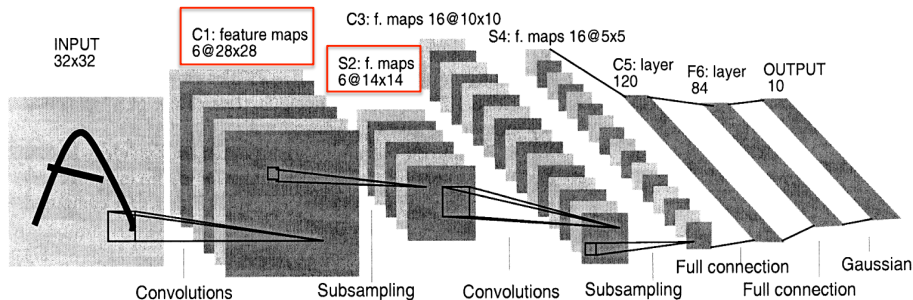 INPUT
32x32
C1: feature maps
6@28x28
S2: f. maps
6@14x14
C3: f. maps 16@10x10
S4: f. maps 16@5x5
C5: layer
120
F6: layer
84
OUTPUT
10
A
Convolutions
Subsampling
Convolutions
Subsampling
Full connection
Full connection
Gaussian